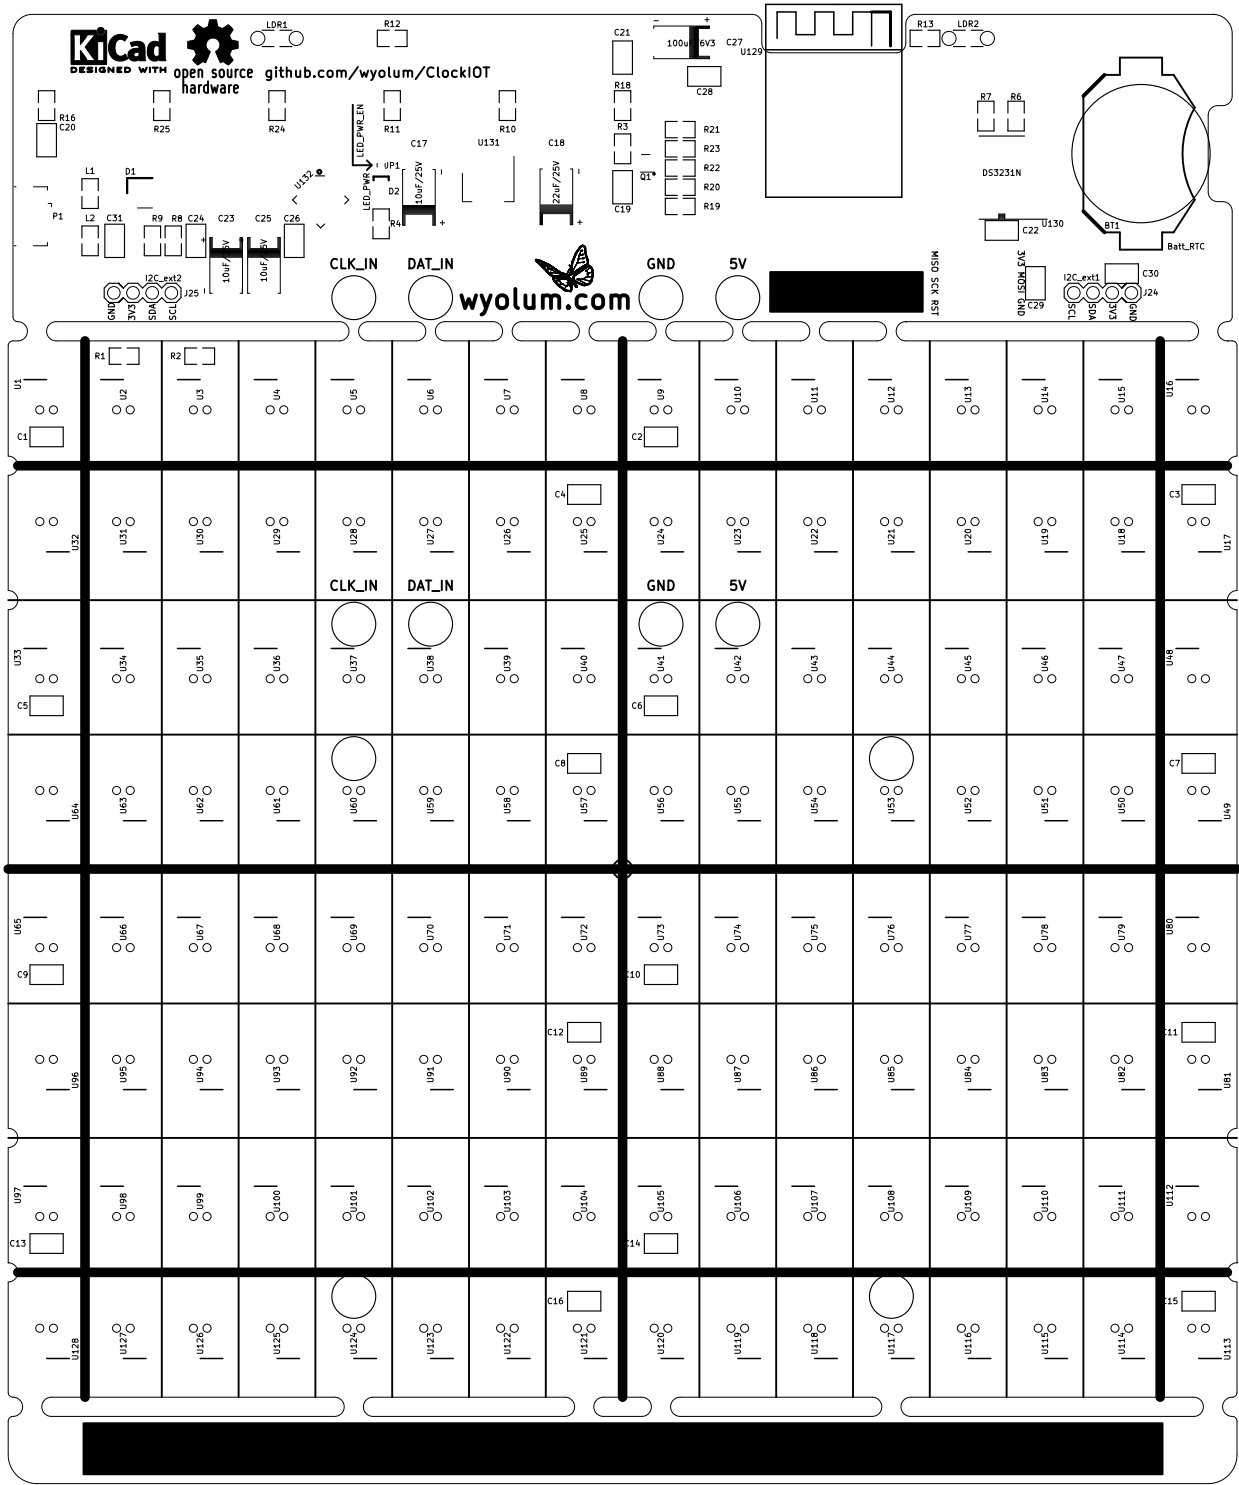 LDR1
R12
C21
100uF/6V3
C27
U129
R13
LDR2
KiCad
DESIGNED WITH
open source
hardware
github.com/wyolum/ClockIOT
C28
R16
C20
R25
R24
LED_PWR_EN
R11
R10
R18
R3
R7
R6
R21
R23
R22
R20
R19
L1
D1
U132
JP1
C17
10uF/25V
U131
C18
22uF/25V
Q1
C19
DS3231N
P1
L2
C31
R9
R8
C24
C23
10uF/25V
C25
10uF/25V
C26
LED_PWR
D2
R4
C22
U130
BT1
Batt_RTC
I2C_ext2
J25
GND
3V3
SDA
SCL
CLK_IN
DAT_IN
wyolum.com
GND
5V
MISO SCK RST
3V3 MOSI GND
C29
I2C_ext1
C30
J24
SCL
SDA
3V3
GND
R1
R2
U1
U2
U3
U4
U5
U6
U7
U8
U9
U10
U11
U12
U13
U14
U15
U16
C1
C2
C4
C3
U32
U31
U30
U29
U28
U27
U26
U25
U24
U23
U22
U21
U20
U19
U18
U17
CLK_IN
DAT_IN
GND
5V
U33
U34
U35
U36
U37
U38
U39
U40
U41
U42
U43
U44
U45
U46
U47
U48
C5
C6
C8
C7
U64
U63
U62
U61
U60
U59
U58
U57
U56
U55
U54
U53
U52
U51
U50
U49
U65
U66
U67
U68
U69
U70
U71
U72
U73
U74
U75
U76
U77
U78
U79
U80
C9
C10
C12
C11
U96
U95
U94
U93
U92
U91
U90
U89
U88
U87
U86
U85
U84
U83
U82
U81
U97
U98
U99
U100
U101
U102
U103
U104
U105
U106
U107
U108
U109
U110
U111
U112
C13
C14
C16
C15
U128
U127
U126
U125
U124
U123
U122
U121
U120
U119
U118
U117
U116
U115
U114
U113